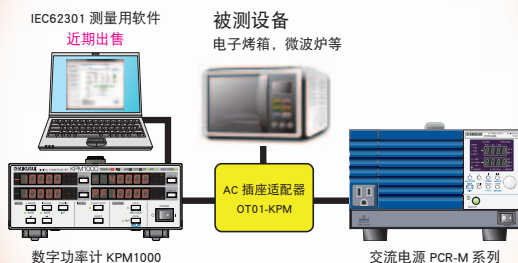 IEC62301 测量用软件
近期出售
被测设备
电子烤箱，微波炉等
KIKUSUI
KPM1000
AC 插座适配器
OT01-KPM
数字功率计 KPM1000
交流电源 PCR-M 系列